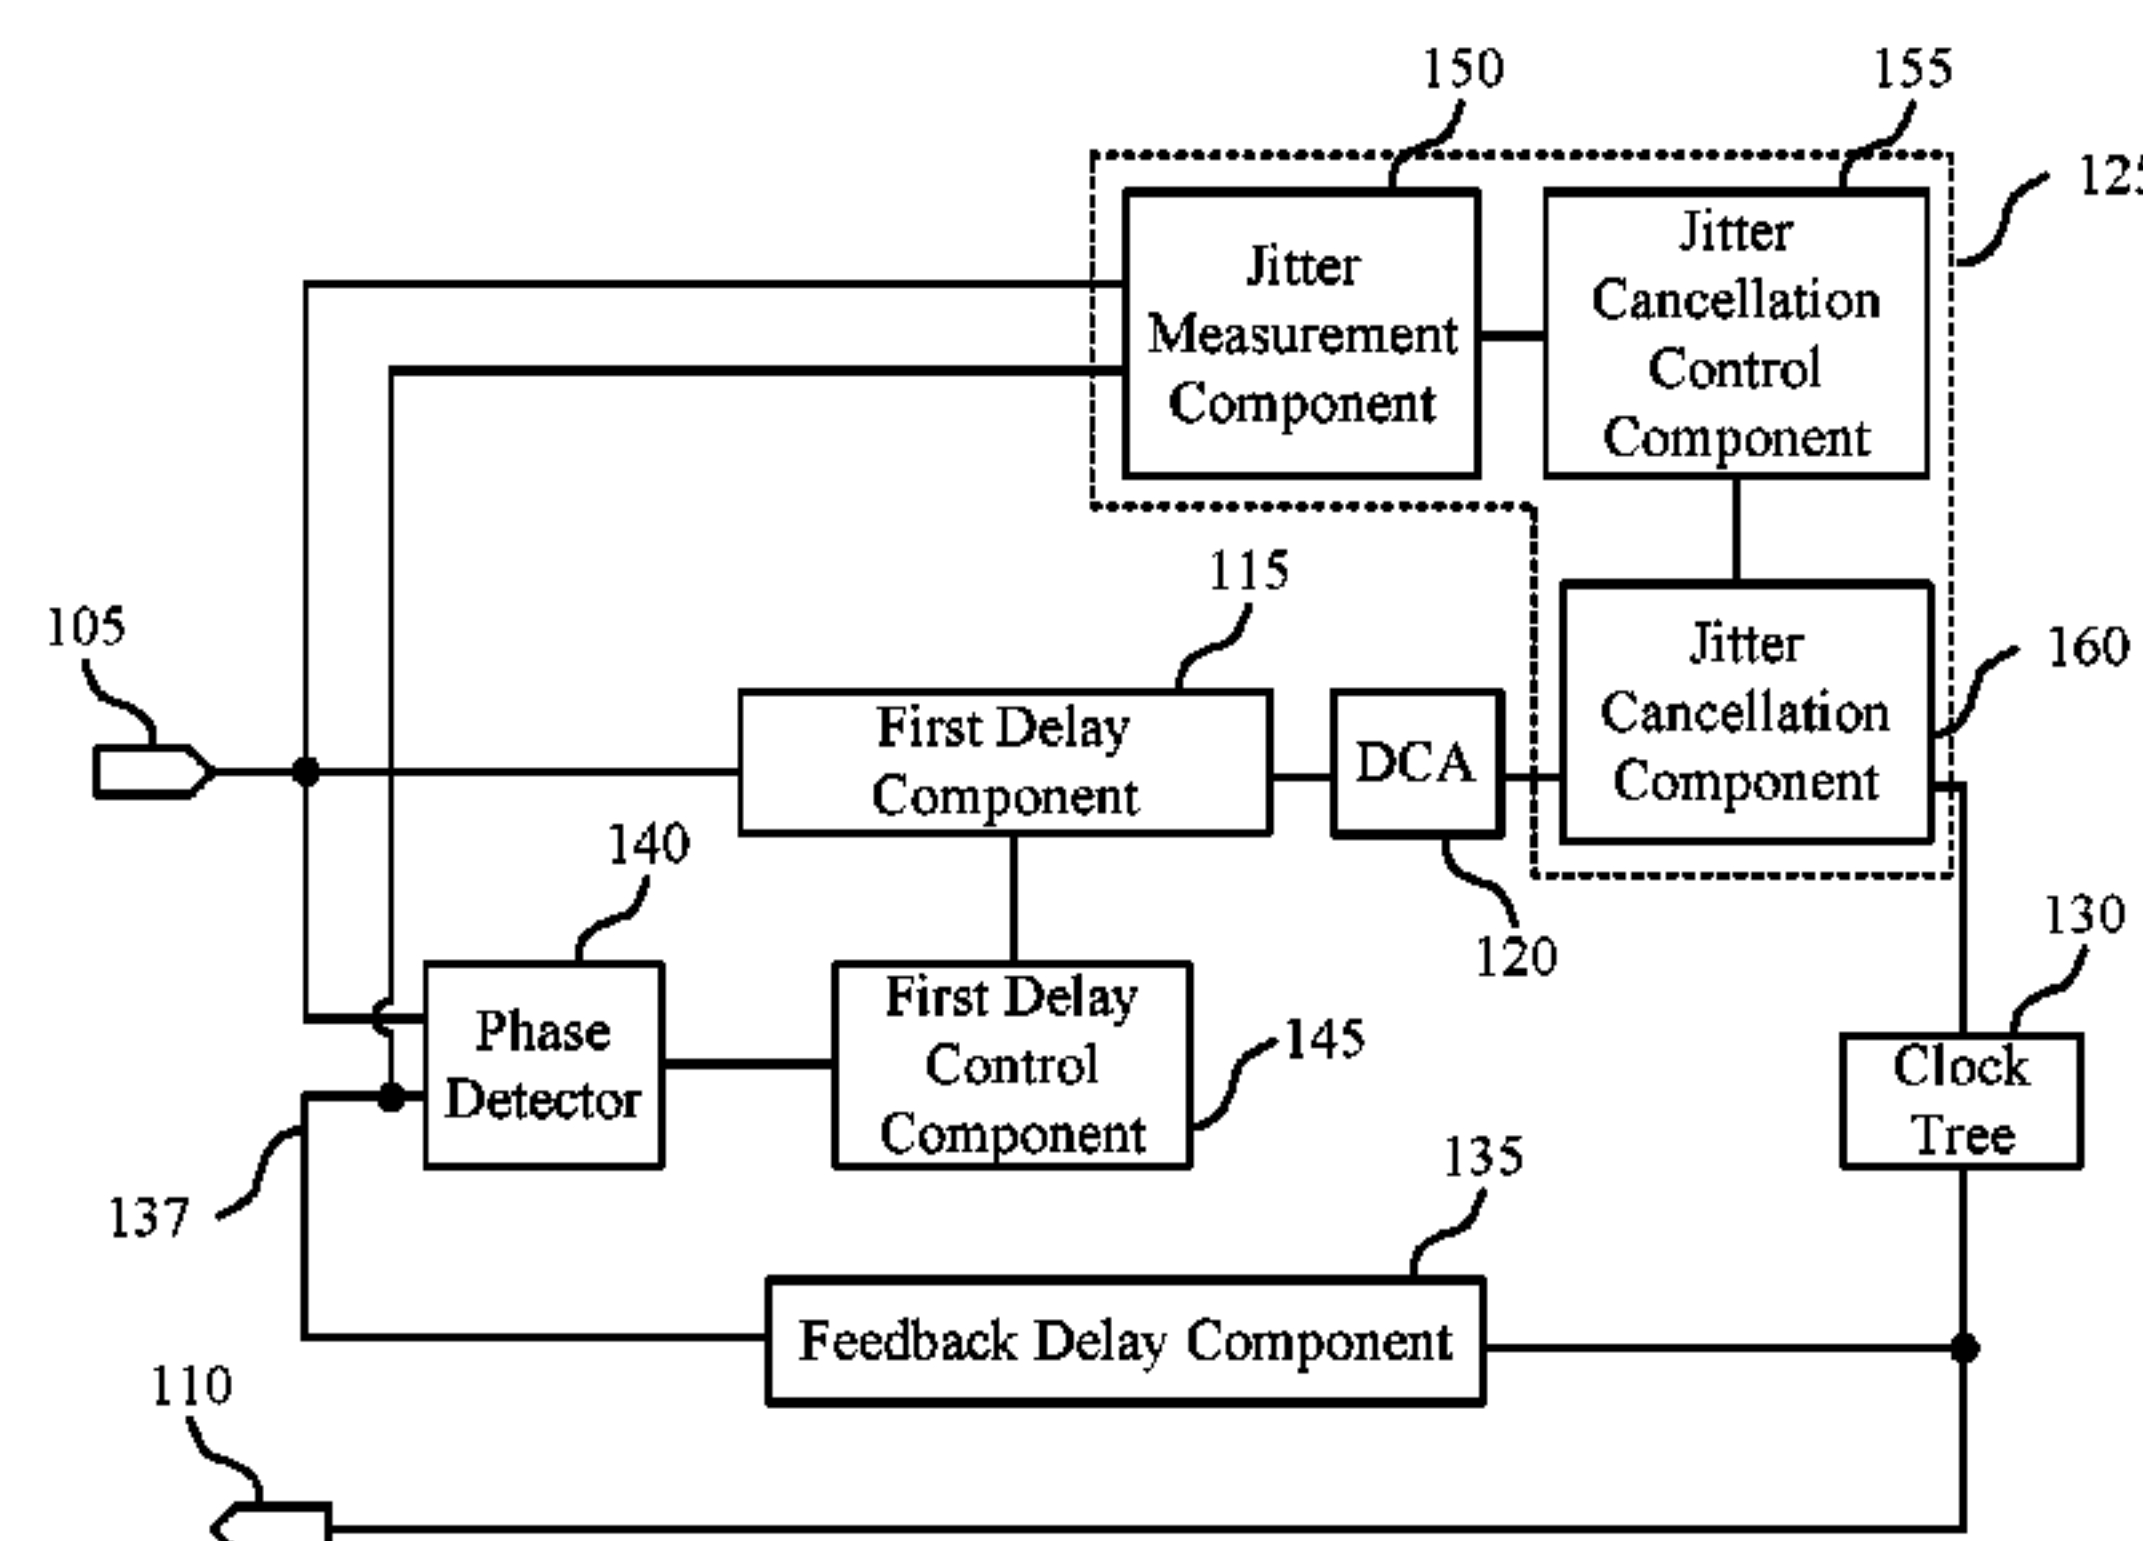 150
155
125
Jitter
Measurement
Component
Jitter
Cancellation
Control
Component
115
105
Jitter
Cancellation
Component
160
First Delay
Component
DCA
140
120
130
Phase
Detector
First Delay
Control
Component
145
Clock
Tree
137
135
Feedback Delay Component
110